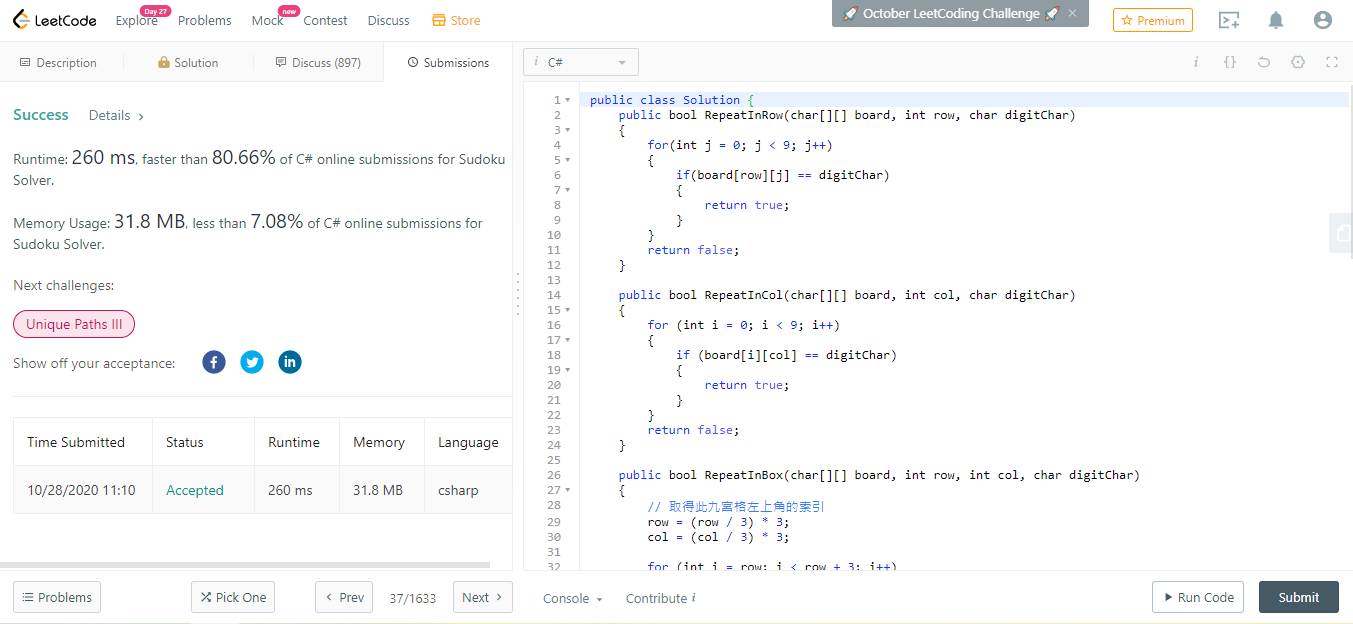 LeetCode Explore Day 27 Problems Mock new Contest Discuss Store 🚀 October LeetCoding Challenge 🚀 × Premium
Description Solution Discuss (897) Submissions
i C#
Success Details >
Runtime: 260 ms, faster than 80.66% of C# online submissions for Sudoku
Solver.
Memory Usage: 31.8 MB, less than 7.08% of C# online submissions for
Sudoku Solver.
Next challenges:
Unique Paths III
Show off your acceptance:
Time Submitted Status Runtime Memory Language
10/28/2020 11:10 Accepted 260 ms 31.8 MB csharp
1 public class Solution {
2 public bool RepeatInRow(char[][] board, int row, char digitChar)
3 {
4 for(int j = 0; j < 9; j++)
5 {
6 if(board[row][j] == digitChar)
7 {
8 return true;
9 }
10 }
11 return false;
12 }
13
14 public bool RepeatInCol(char[][] board, int col, char digitChar)
15 {
16 for (int i = 0; i < 9; i++)
17 {
18 if (board[i][col] == digitChar)
19 {
20 return true;
21 }
22 }
23 return false;
24 }
25
26 public bool RepeatInBox(char[][] board, int row, int col, char digitChar)
27 {
28 // 取得此九宮格左上角的索引
29 row = (row / 3) * 3;
30 col = (col / 3) * 3;
31
32 for (int i = row; i < row + 3; i++)
Problems Pick One < Prev 37/1633 Next > Console Contribute i Run Code Submit